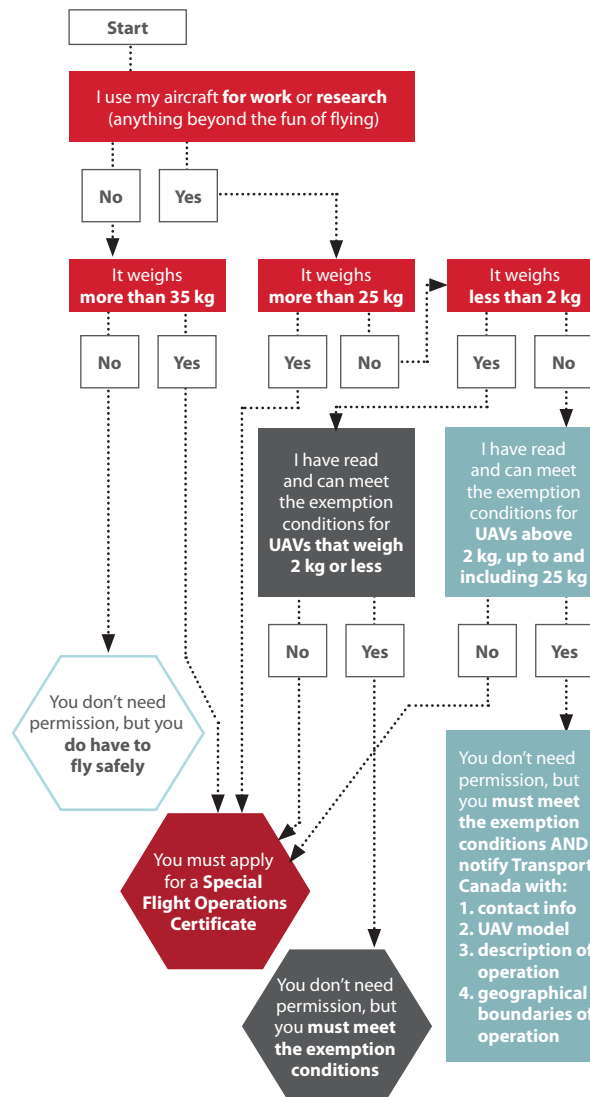 Start
I use my aircraft for work or research
(anything beyond the fun of flying)
No
Yes
It weighs
more than 35 kg
It weighs
more than 25 kg
It weighs
less than 2 kg
No
Yes
Yes
No
Yes
No
I have read
and can meet
the exemption
conditions for
UAVs that weigh
2 kg or less
I have read
and can meet
the exemption
conditions for
UAVs above
2 kg, up to and
including 25 kg
No
Yes
No
Yes
You don't need
permission, but you
do have to
fly safely
You must apply
for a Special
Flight Operations
Certificate
You don't need
permission, but
you must meet
the exemption
conditions
You don't need
permission, but
you must meet
the exemption
conditions AND
notify Transport
Canada with:
1. contact info
2. UAV model
3. description of
operation
4. geographical
boundaries of
operation